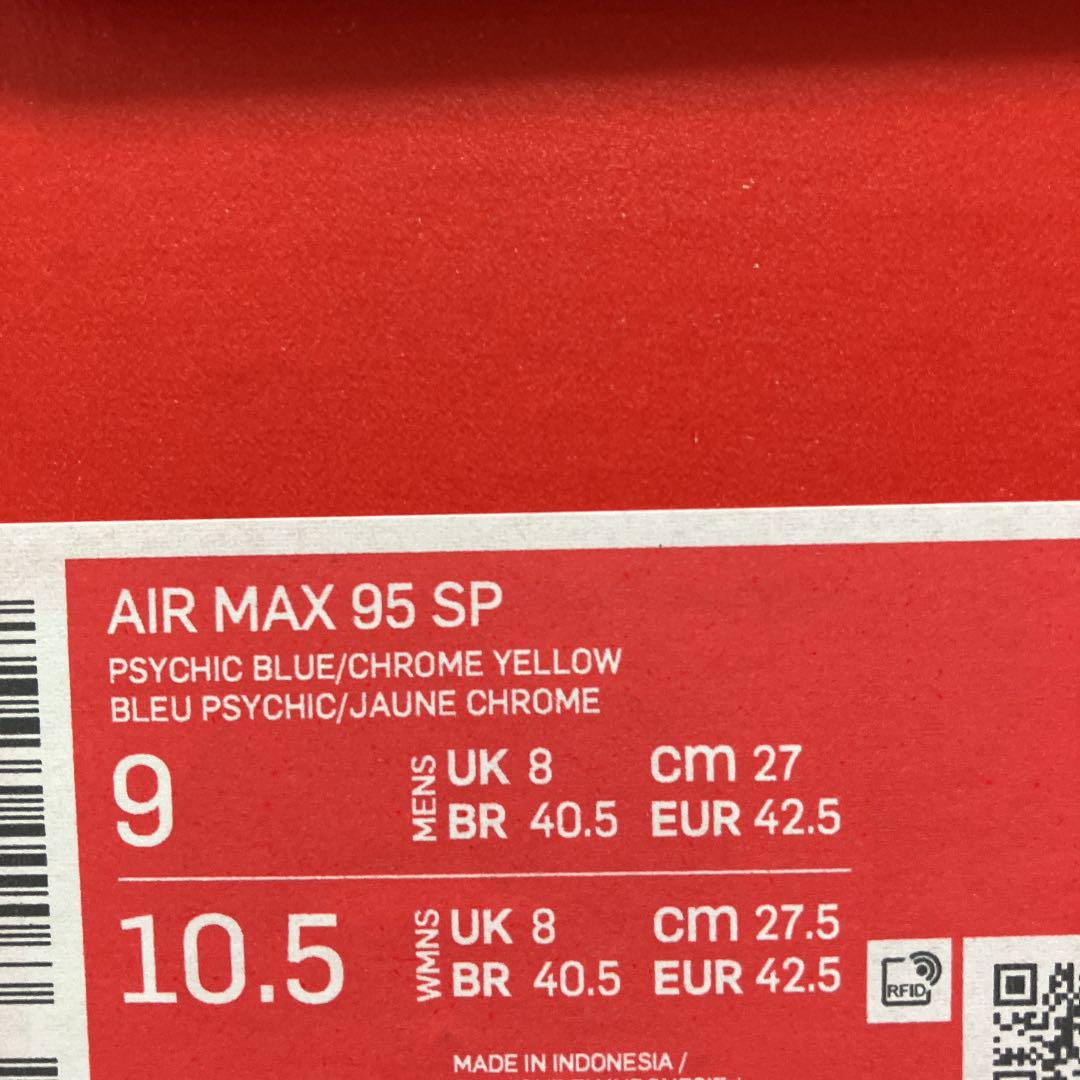 AIR MAX 95 SP
PSYCHIC BLUE/CHROME YELLOW
BLEU PSYCHIC/JAUNE CHROME
9 MENS UK 8 cm 27
BR 40.5 EUR 42.5
10.5 WMNS UK 8 cm 27.5
BR 40.5 EUR 42.5
RFID
MADE IN INDONESIA /